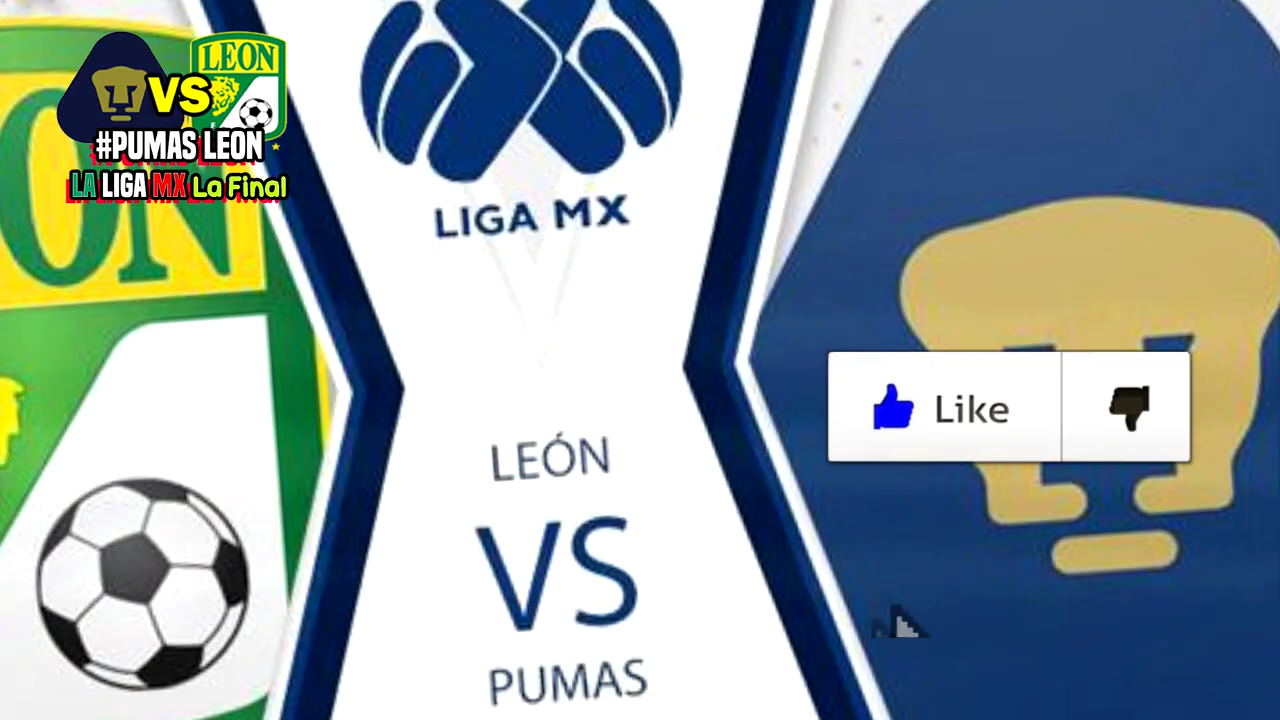 LEON
VS
#PUMAS LEON
LA LIGA MX La Final
ON
LIGA MX
LEÓN
VS
PUMAS
Like